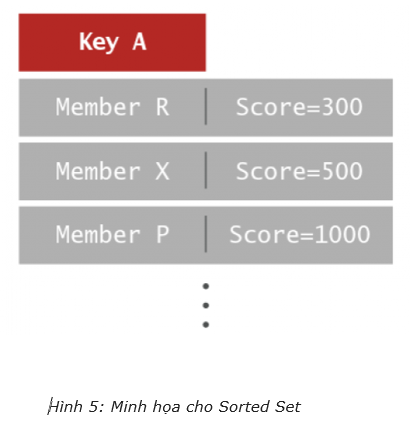 Key A
Member R | Score=300
Member X | Score=500
Member P | Score=1000
Hình 5: Minh họa cho Sorted Set